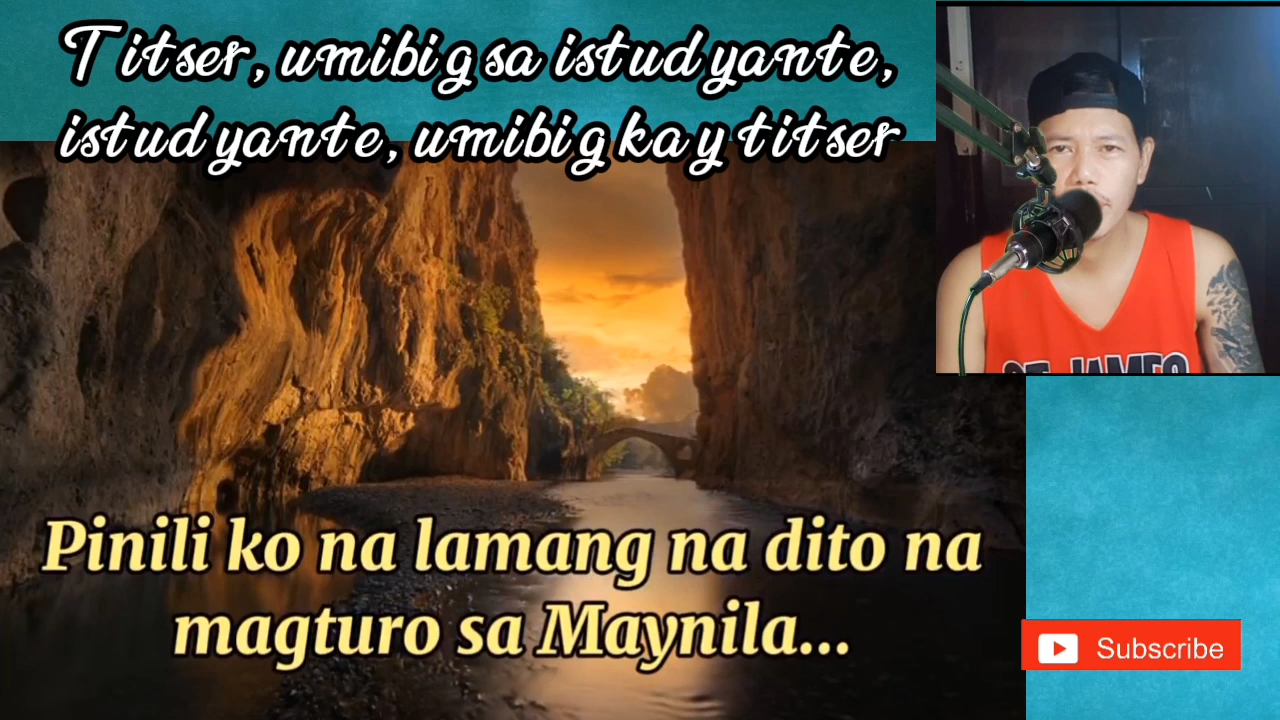 Titser, umibig sa istudyante,
istudyante, umibig kay titser
Pinili ko na lamang na dito na
magturo sa Maynila...
Subscribe